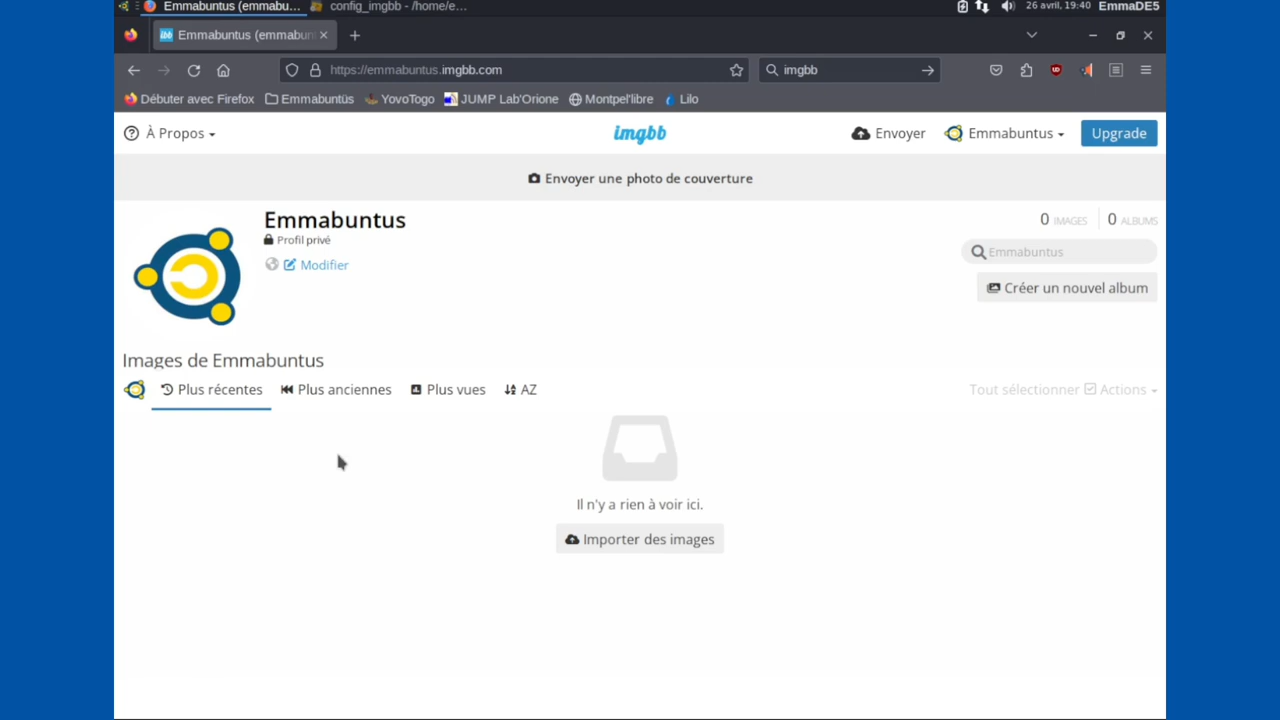 Emmabuntus (emmabu... config_imgbb - /home/e... 26 avril, 19:40 EmmaDE5
Emmabuntus (emmabunt
https://emmabuntus.imgbb.com imgbb
Débuter avec Firefox Emmabuntüs YovoTogo JUMP Lab'Orione Montpel'libre Lilo
À Propos imgbb Envoyer Emmabuntus Upgrade
Envoyer une photo de couverture
Emmabuntus 0 IMAGES 0 ALBUMS
Profil privé
Emmabuntus
Modifier
Créer un nouvel album
Images de Emmabuntus
Plus récentes Plus anciennes Plus vues AZ Tout sélectionner Actions
Il n'y a rien à voir ici.
Importer des images